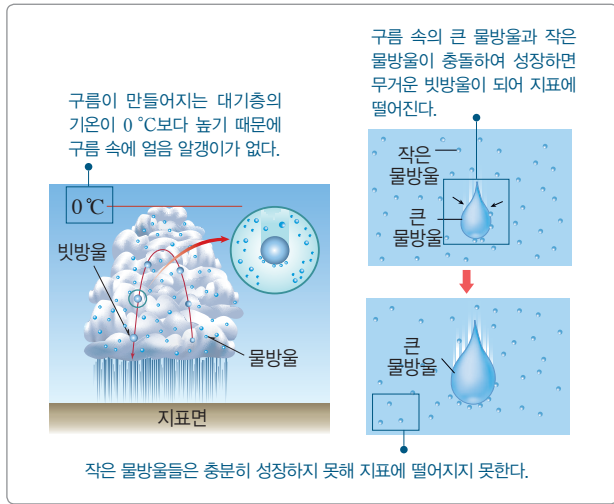 구름이 만들어지는 대기층의
기온이 0 ℃보다 높기 때문에
구름 속에 얼음 알갱이가 없다.
0 ℃
빗방울
물방울
지표면
구름 속의 큰 물방울과 작은
물방울이 충돌하여 성장하면
무거운 빗방울이 되어 지표에
떨어진다.
작은
물방울
큰
물방울
큰
물방울
작은 물방울들은 충분히 성장하지 못해 지표에 떨어지지 못한다.